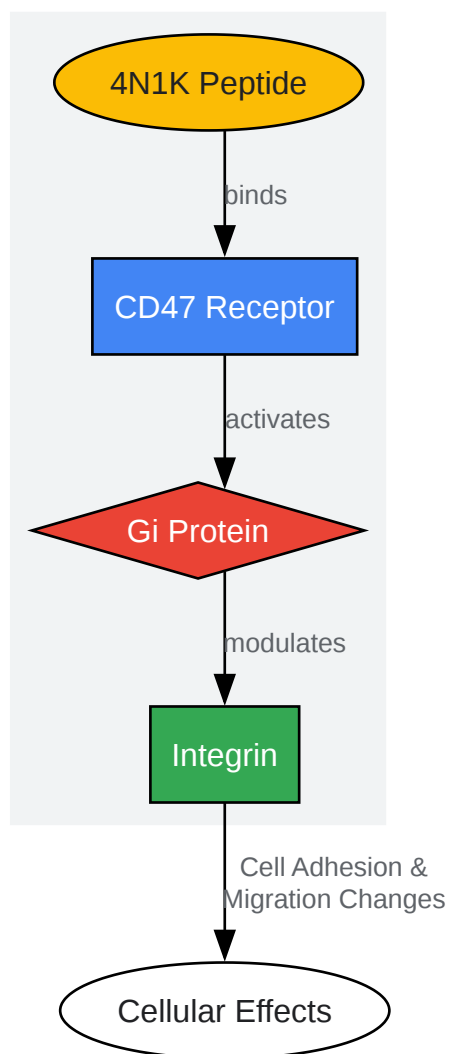 4N1K Peptide
binds
CD47 Receptor
activates
Gi Protein
modulates
Integrin
Cell Adhesion &
Migration Changes
Cellular Effects